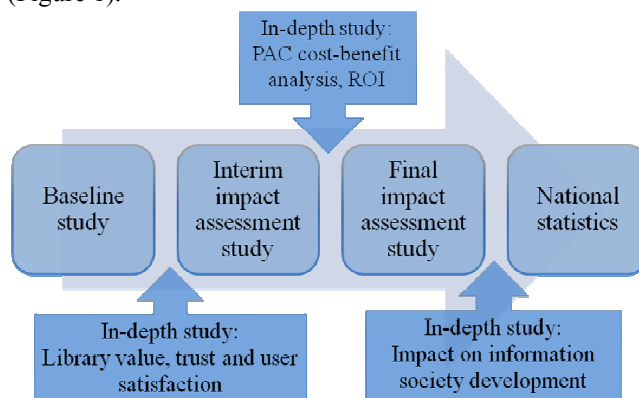 (Figure 1).
In-depth study:
PAC cost-benefit
analysis, ROI
Baseline
study
Interim
impact
assessment
study
Final
impact
assessment
study
National
statistics
In-depth study:
Library value, trust and user
satisfaction
In-depth study:
Impact on information
society development